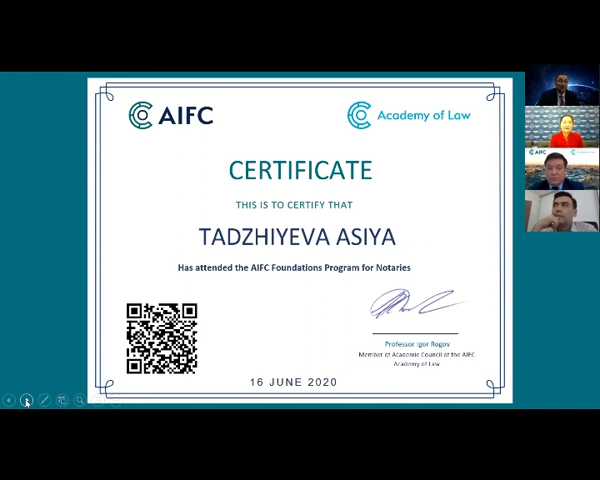 AIFC
Academy of Law
CERTIFICATE
THIS IS TO CERTIFY THAT
TADZHIYEVA ASIYA
Has attended the AIFC Foundations Program for Notaries
Professor Igor Rogov
Member of Academic Council of the AIFC
Academy of Law
16 JUNE 2020
AIFC